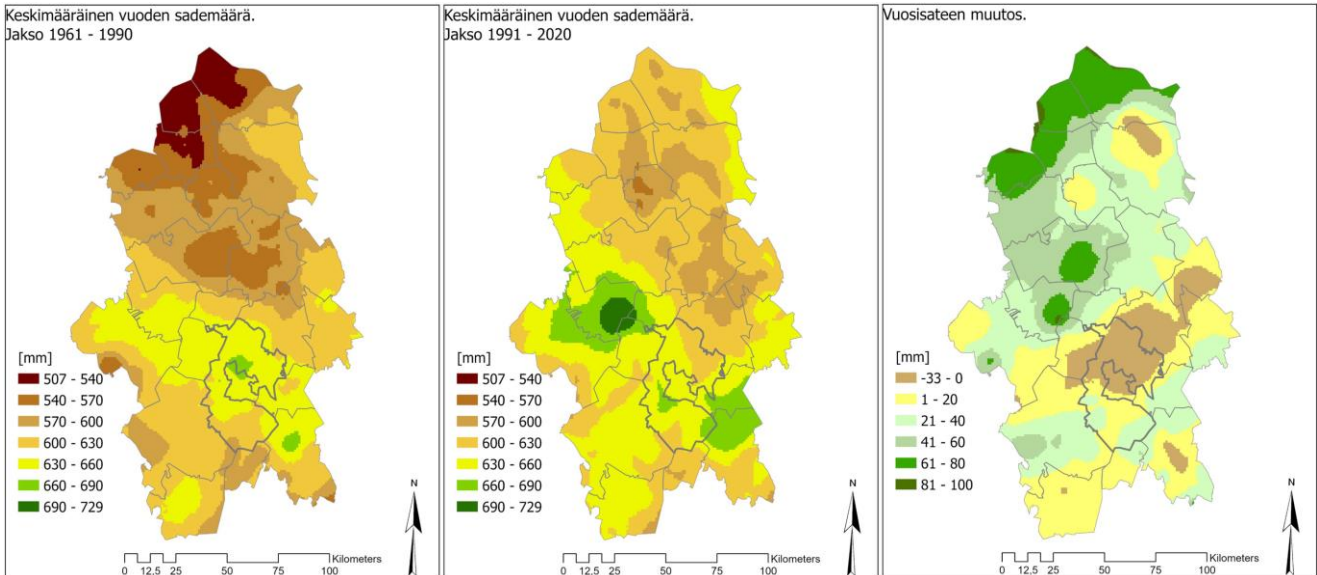 Keskimääräinen vuoden sademäärä.
Jakso 1961 - 1990
[mm]
507 - 540
540 - 570
570 - 600
600 - 630
630 - 660
660 - 690
690 - 729
N
Kilometers
0 12,5 25 50 75 100
Keskimääräinen vuoden sademäärä.
Jakso 1991 - 2020
[mm]
507 - 540
540 - 570
570 - 600
600 - 630
630 - 660
660 - 690
690 - 729
N
Kilometers
0 12,5 25 50 75 100
Vuosisateen muutos.
[mm]
-33 - 0
1 - 20
21 - 40
41 - 60
61 - 80
81 - 100
N
Kilometers
0 12,5 25 50 75 100